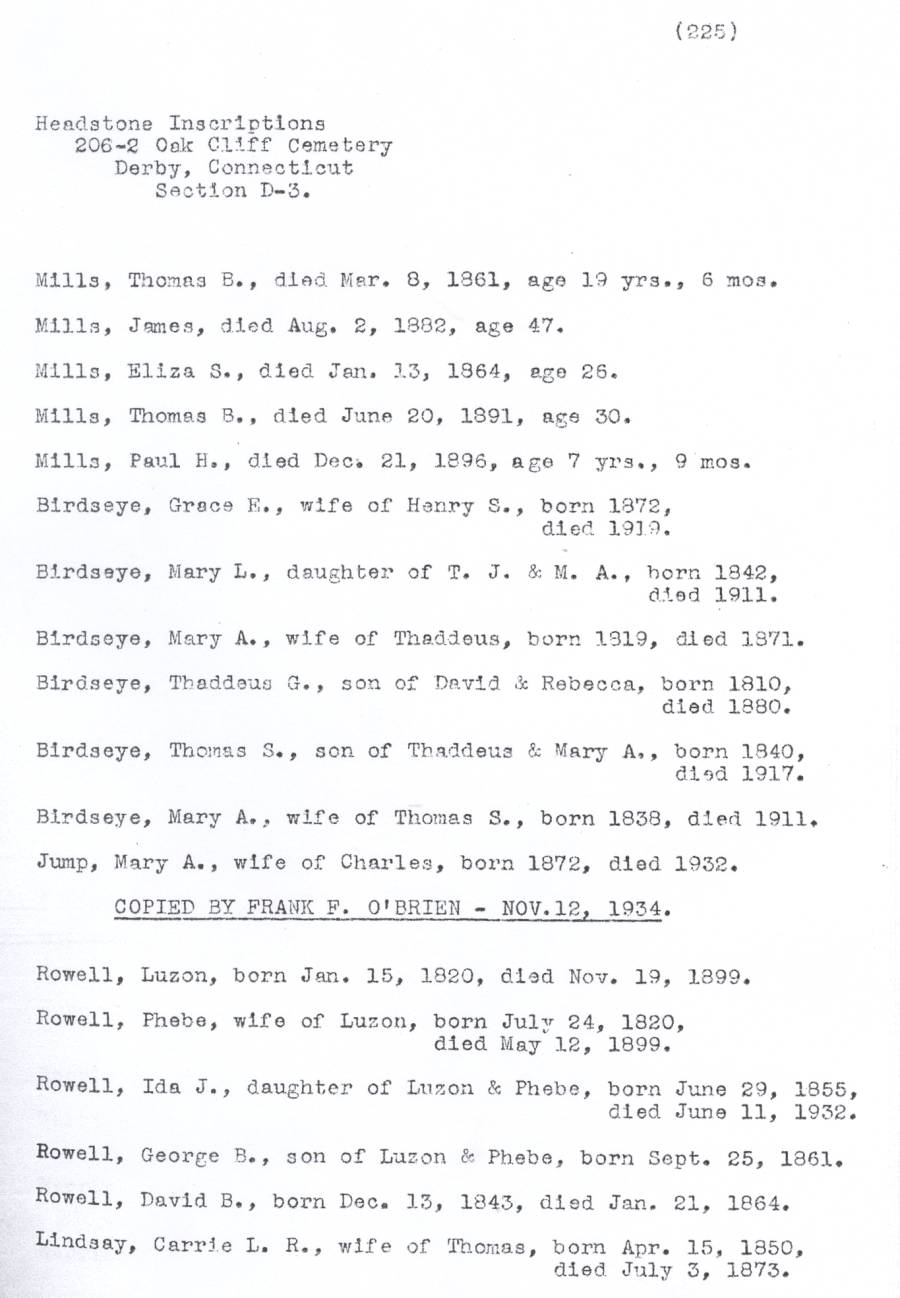 (225)
Headstone Inscriptions
206-2 Oak Cliff Cemetery
Derby, Connecticut
Section D-3.
Mills, Thomas B., died Mar. 8, 1861, age 19 yrs., 6 mos.
Mills, James, died Aug. 2, 1882, age 47.
Mills, Eliza S., died Jan. 13, 1864, age 26.
Mills, Thomas B., died June 20, 1891, age 30.
Mills, Paul H., died Dec. 21, 1896, age 7 yrs., 9 mos.
Birdseye, Grace E., wife of Henry S., born 1872,
died 1919.
Birdseye, Mary L., daughter of T. J. & M. A., born 1842,
died 1911.
Birdseye, Mary A., wife of Thaddeus, born 1819, died 1871.
Birdseye, Thaddeus G., son of David & Rebecca, born 1810,
died 1880.
Birdseye, Thomas S., son of Thaddeus & Mary A., born 1840,
died 1917.
Birdseye, Mary A., wife of Thomas S., born 1838, died 1911.
Jump, Mary A., wife of Charles, born 1872, died 1932.
COPIED BY FRANK F. O'BRIEN - NOV.12, 1934.
Rowell, Luzon, born Jan. 15, 1820, died Nov. 19, 1899.
Rowell, Phebe, wife of Luzon, born July 24, 1820,
died May 12, 1899.
Rowell, Ida J., daughter of Luzon & Phebe, born June 29, 1855,
died June 11, 1932.
Rowell, George B., son of Luzon & Phebe, born Sept. 25, 1861.
Rowell, David B., born Dec. 13, 1843, died Jan. 21, 1864.
Lindsay, Carrie L. R., wife of Thomas, born Apr. 15, 1850,
died July 3, 1873.